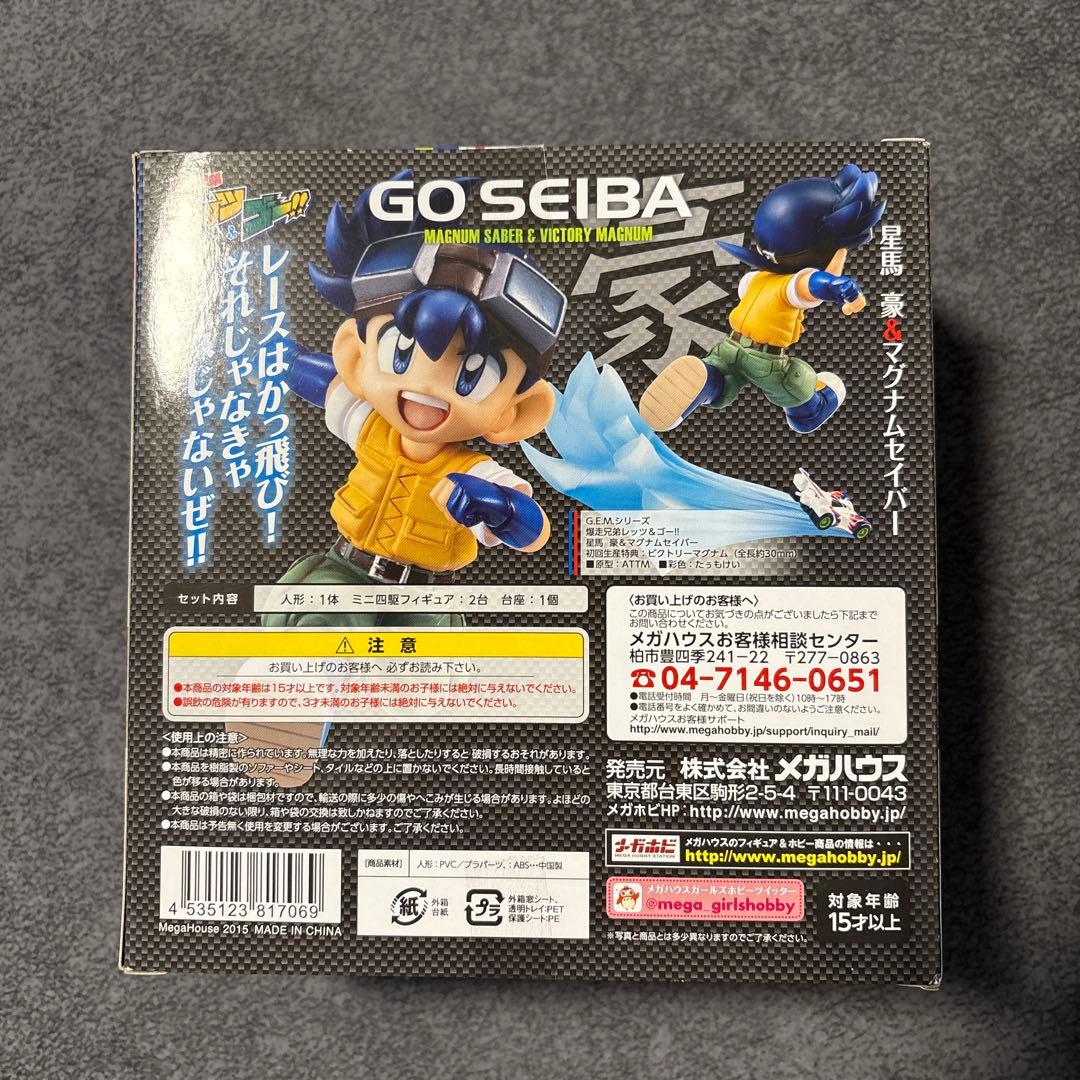 ッ
&ゴー!!
GO SEIBA
MAGNUM SABER & VICTORY MAGNUM
豪
星馬 豪&マグナムセイバー
レースはかっ飛び!
それじゃなきゃ
じゃないぜ!!
G.E.M.シリーズ
爆走兄弟レッツ&ゴー!!
星馬 豪&マグナムセイバー
初回生産特典:ビクトリーマグナム (全長約30mm)
■原型:ATTM ■彩色:たぅもけい
セット内容 人形:1体 ミニ四駆フィギュア:2台 台座:1個
⚠ 注意
お買い上げのお客様へ 必ずお読み下さい。
●本商品の対象年齢は15才以上です。対象年齢未満のお子様には絶対に与えないでください。
●誤飲の危険が有りますので、3才未満のお子様には絶対に与えないでください。
<使用上の注意>
●本商品は精密に作られています。無理な力を加えたり、落としたりすると 破損するおそれがあります。
●本商品を樹脂製のソファーやシート、タイルなどの上に置かないでください。長時間接触していると
色が移る場合があります。
●本商品の箱や袋は梱包材ですので、輸送の際に多少の傷やへこみが生じる場合があります。よほどの
大きな破損のない限り、箱や袋の交換は致しかねますのでご了承ください。
●本商品は予告無く使用を変更する場合がございます。ご了承ください。
〈お買い上げのお客様へ〉
この商品についてお気づきの点がございましたら下記まで
お問い合わせください。
メガハウスお客様相談センター
柏市豊四季241-22 〒277-0863
☎04-7146-0651
●電話受付時間 月~金曜日(祝日を除く)10時~17時
●電話番号をよく確かめて、お間違いのないようご注意ください。
メガハウスお客様サポート
http://www.megahobby.jp/support/inquiry_mail/
発売元 株式会社 メガハウス
東京都台東区駒形2-5-4 〒111-0043
メガホビHP:http://www.megahobby.jp/
メガホビ
MEGA HOBBY STATION
メガハウスのフィギュア&ホビー商品の情報は・・・
http://www.megahobby.jp/
メガハウスガールズホビーツイッター
@mega_girlshobby
対象年齢
15才以上
※写真と商品とは多少異なりますのでご了承ください。
4 535123 817069
MegaHouse 2015 MADE IN CHINA
[商品素材] 人形:PVC/プラパーツ、:ABS…中国製
紙 外箱
台紙
プラ 外箱窓シート、
透明トレイ:PET
保護シート:PE